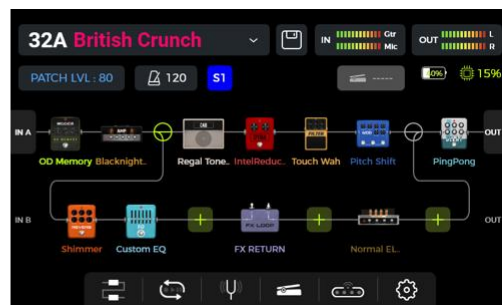 32A British Crunch
IN
Gtr
Mic
OUT
L
R
PATCH LVL : 80
120
S1
-----
0%
15%
IN A
OUT
AMP
CAB
OD Memory
Blacknight..
Regal Tone..
IntelReduc..
Touch Wah
Pitch Shift
PingPong
IN B
OUT
FX LOOP
Shimmer
Custom EQ
FX RETURN
Normal EL..